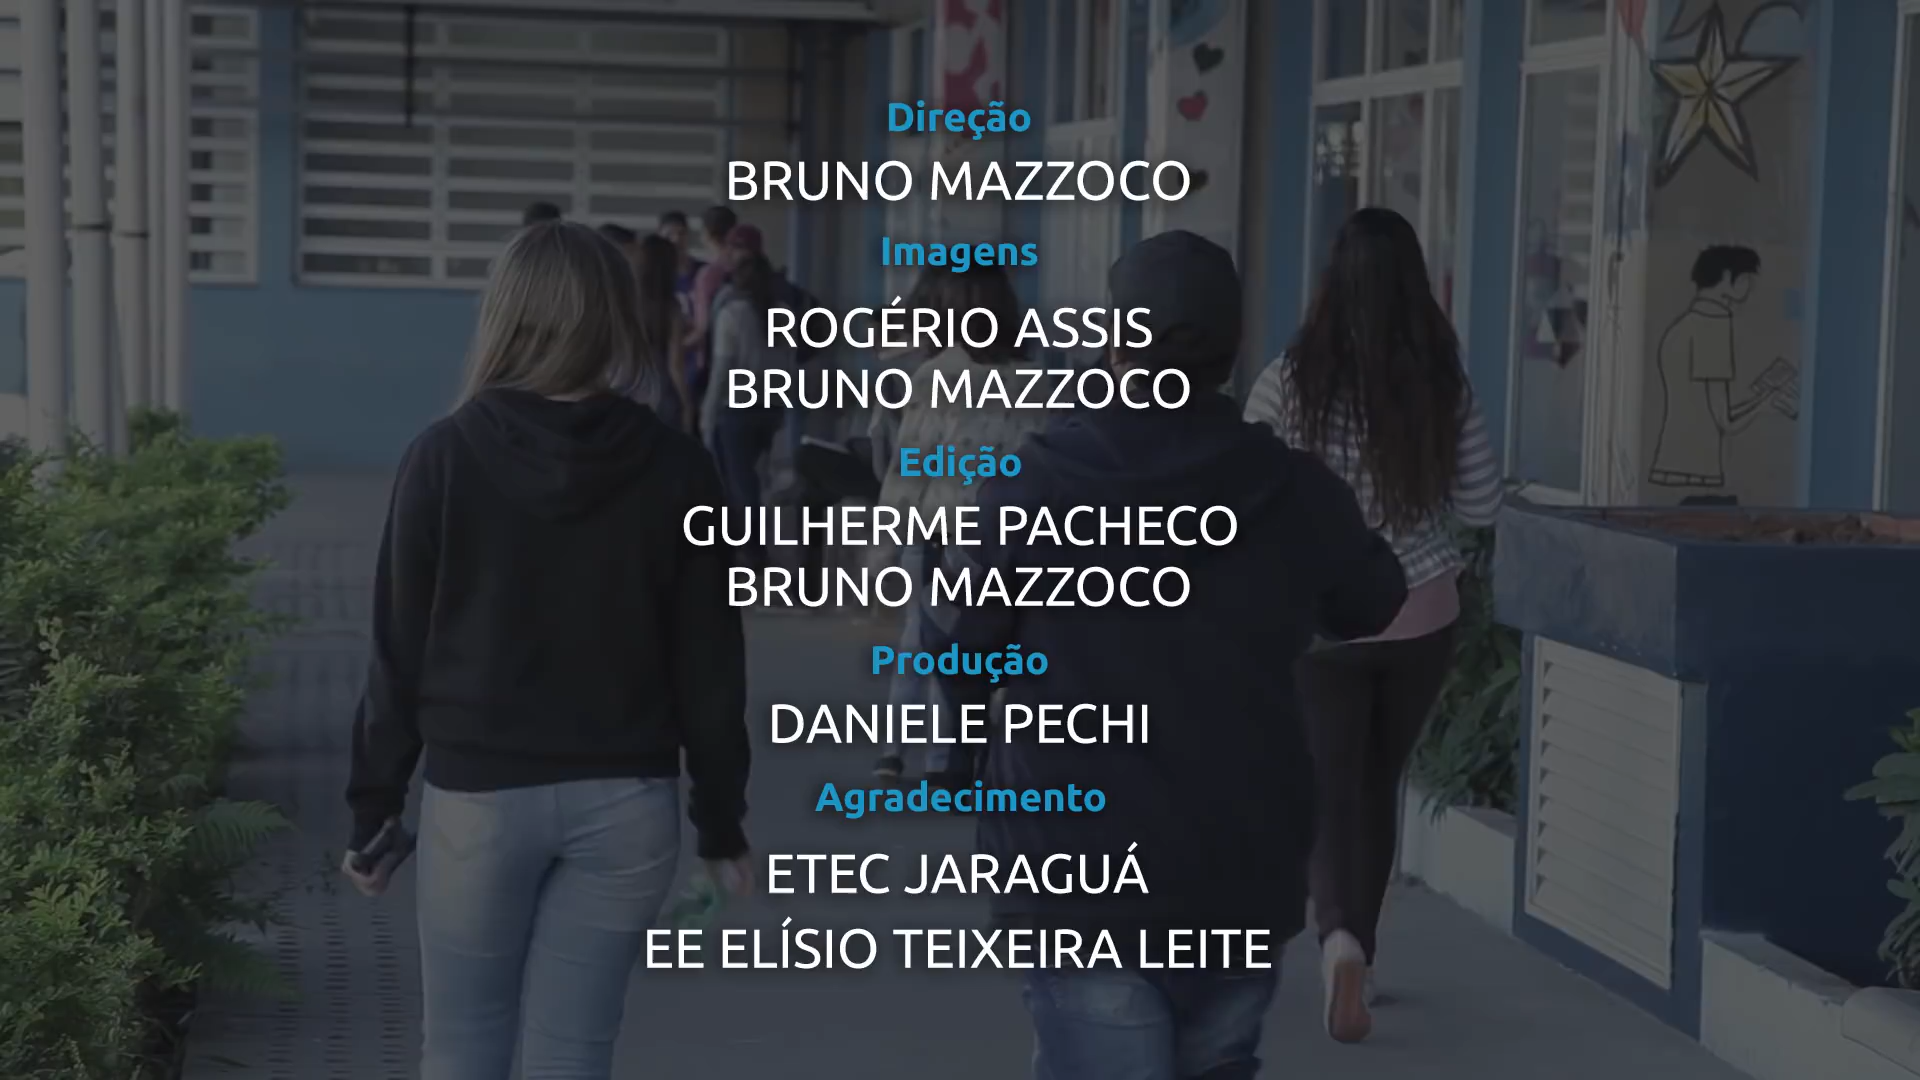 Direção
BRUNO MAZZOCO
Imagens
ROGÉRIO ASSIS
BRUNO MAZZOCO
Edição
GUILHERME PACHECO
BRUNO MAZZOCO
Produção
DANIELE PECHI
Agradecimento
ETEC JARAGUÁ
EE ELÍSIO TEIXEIRA LEITE